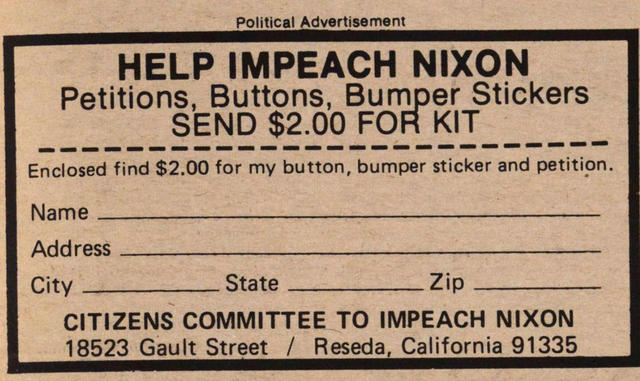 Political Advertisement
HELP IMPEACH NIXON
Petitions, Buttons, Bumper Stickers
SEND $2.00 FOR KIT
Enclosed find $2.00 for my button, bumper sticker and petition.
Name
Address
City State Zip
CITIZENS COMMITTEE TO IMPEACH NIXON
18523 Gault Street / Reseda, California 91335